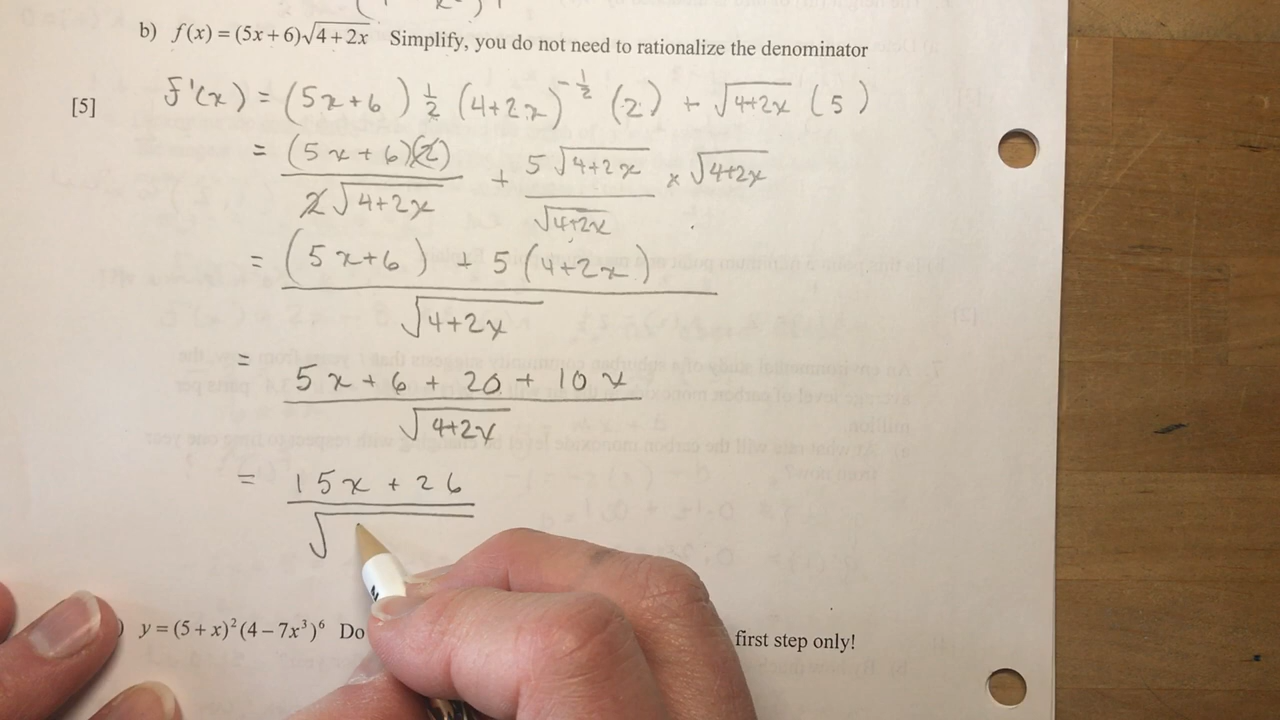 b) f(x) = (5x+6)√(4+2x) Simplify, you do not need to rationalize the denominator
[5]
f'(x) = (5x+6) 1/2 (4+2x)^(-1/2) (2) + √(4+2x) (5)
= (5x+6)(2) / 2√(4+2x) + 5√(4+2x) / √(4+2x) × √(4+2x)
= (5x+6) + 5(4+2x) / √(4+2x)
= 5x + 6 + 20 + 10x / √(4+2x)
= 15x + 26 / √
) y = (5+x)²(4−7x³)⁶ Do first step only!